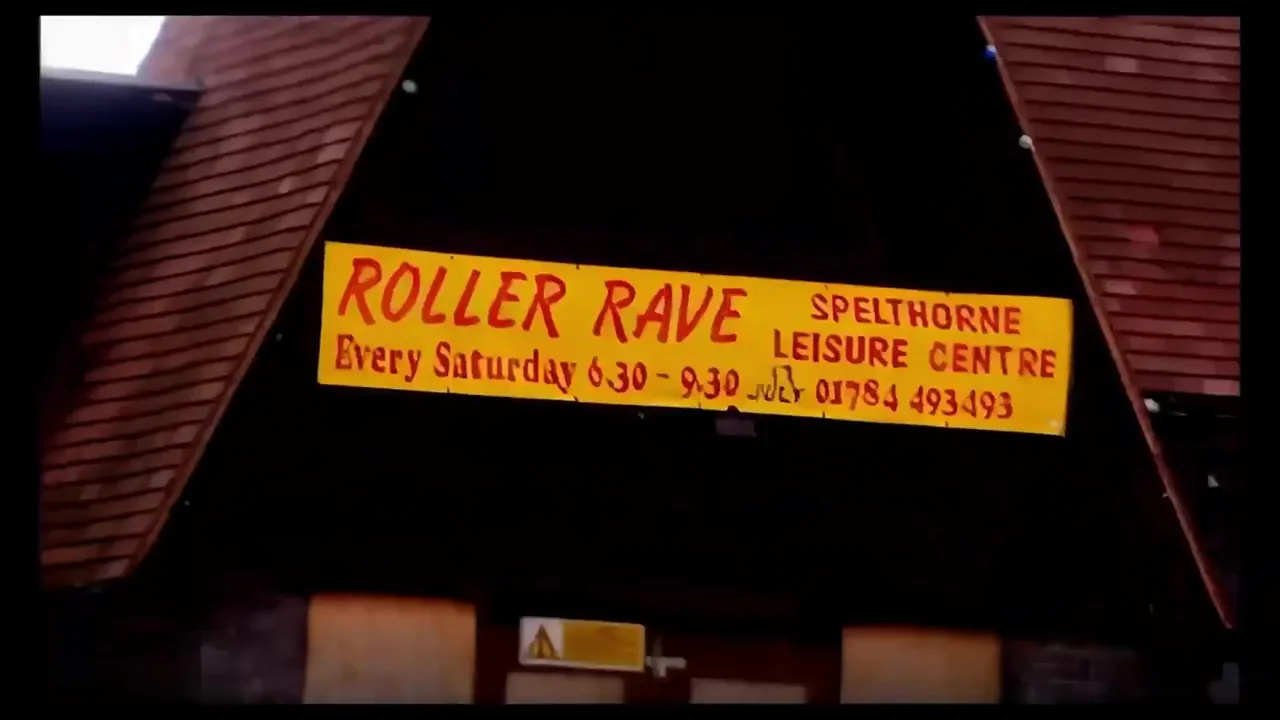 ROLLER RAVE
Every Saturday 6.30 - 9.30
SPELTHORNE
LEISURE CENTRE
01784 493493